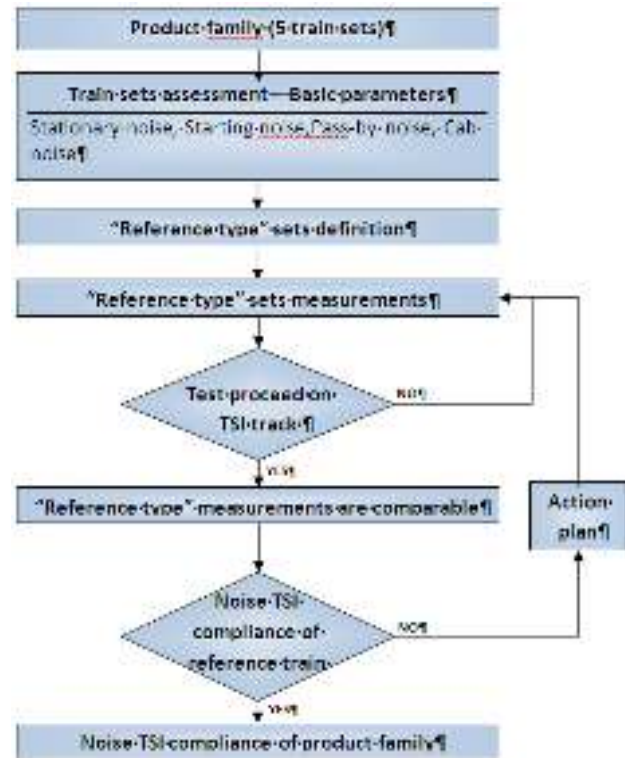 Product family (5 train sets)¶
Train sets assessment – Basic parameters¶
Stationary noise, Starting noise,Pass-by noise, Cab
noise¶
“Reference type” sets definition¶
“Reference type” sets measurements¶
Test proceed on
TSI track ¶
NO¶
YES¶
“Reference type” measurements are comparable¶
Action
plan¶
Noise TSI
compliance of
reference train
NO¶
YES¶
Noise TSI compliance of product family¶